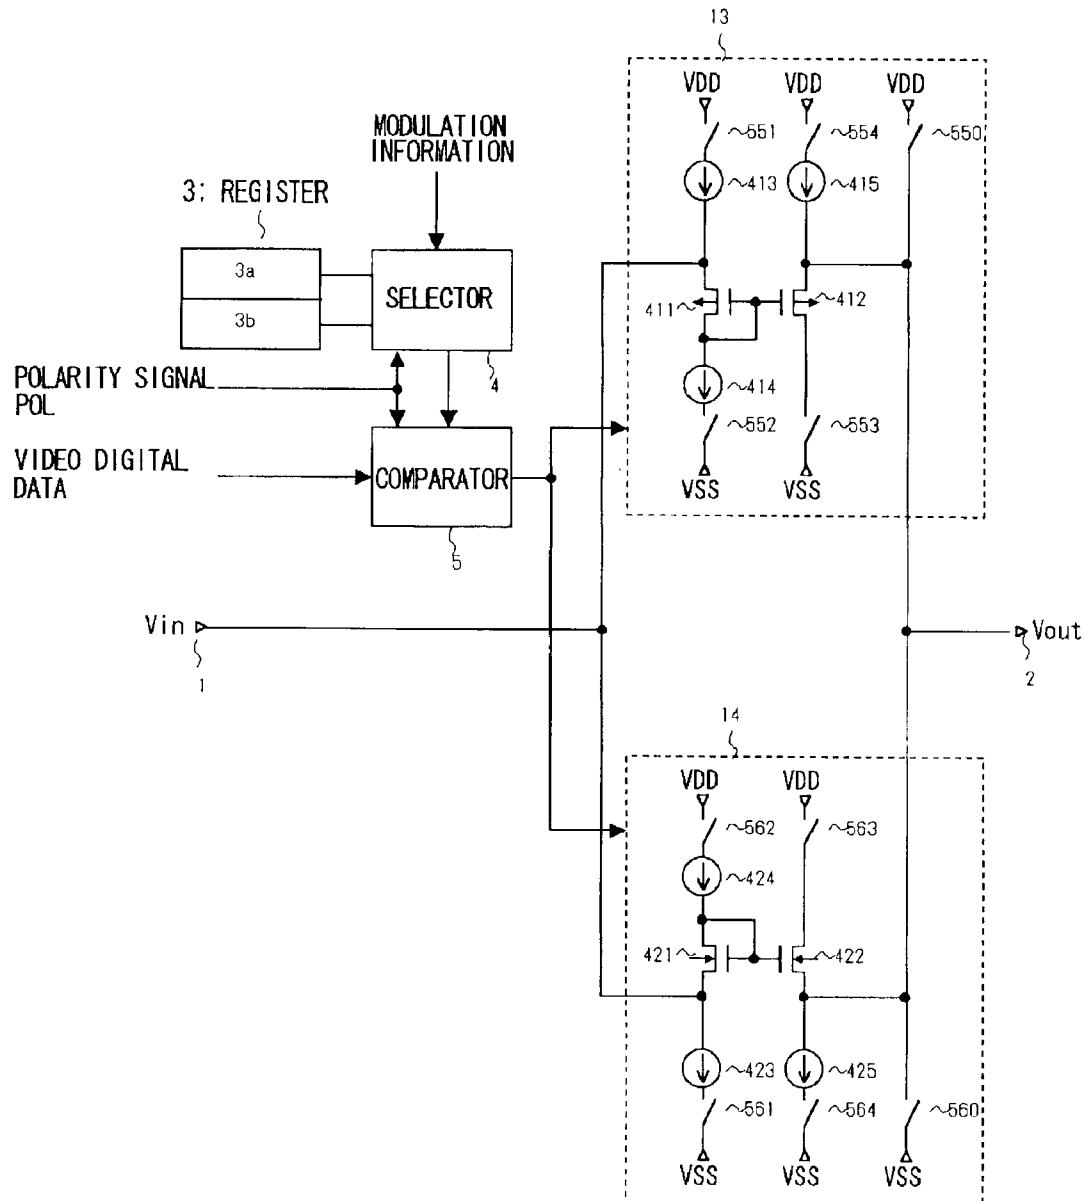 13
VDD
VDD
VDD
551
554
550
MODULATION
INFORMATION
413
415
3; REGISTER
3a
3b
SELECTOR
4
411
412
414
POLARITY SIGNAL
POL
552
553
VIDEO DIGITAL
DATA
COMPARATOR
5
VSS
VSS
Vin
1
Vout
2
14
VDD
VDD
562
563
424
421
422
423
425
561
564
560
VSS
VSS
VSS